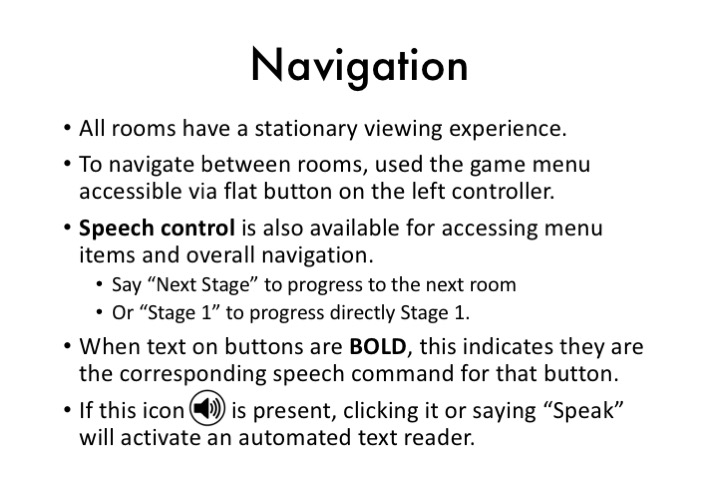 Navigation
• All rooms have a stationary viewing experience.
• To navigate between rooms, used the game menu
accessible via flat button on the left controller.
• Speech control is also available for accessing menu
items and overall navigation.
• Say “Next Stage” to progress to the next room
• Or “Stage 1” to progress directly Stage 1.
• When text on buttons are BOLD, this indicates they are
the corresponding speech command for that button.
• If this icon is present, clicking it or saying “Speak”
will activate an automated text reader.